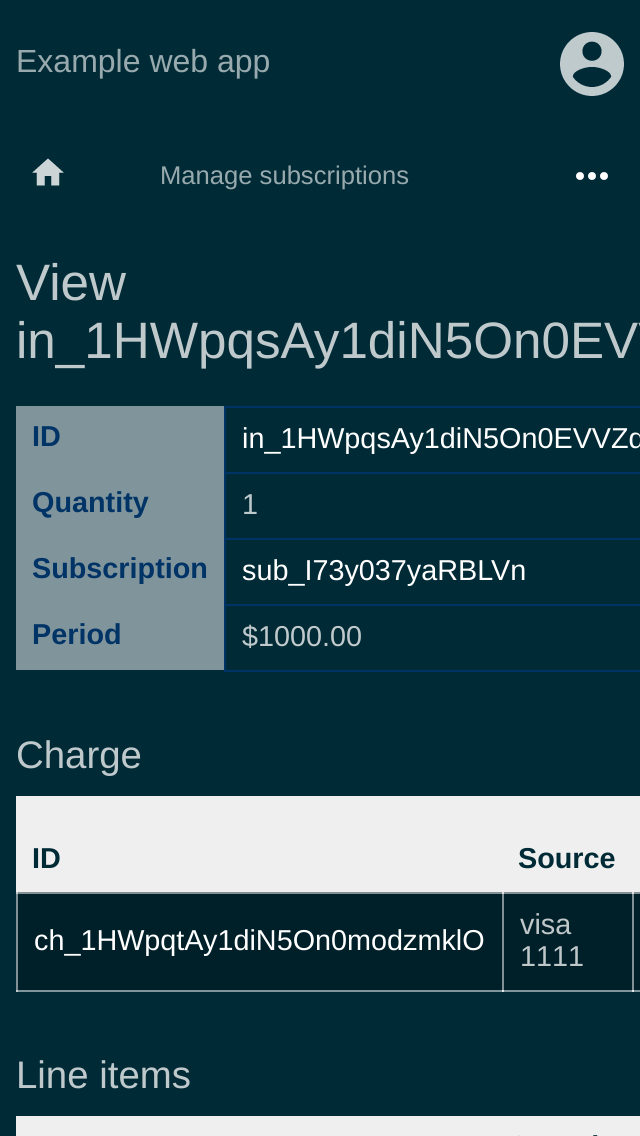 Example web app
Manage subscriptions
View
in_1HWpqsAy1diN5On0EV
ID in_1HWpqsAy1diN5On0EVVZ
Quantity 1
Subscription sub_I73y037yaRBLVn
Period $1000.00
Charge
ID Source
ch_1HWpqtAy1diN5On0modzmklO visa
1111
Line items